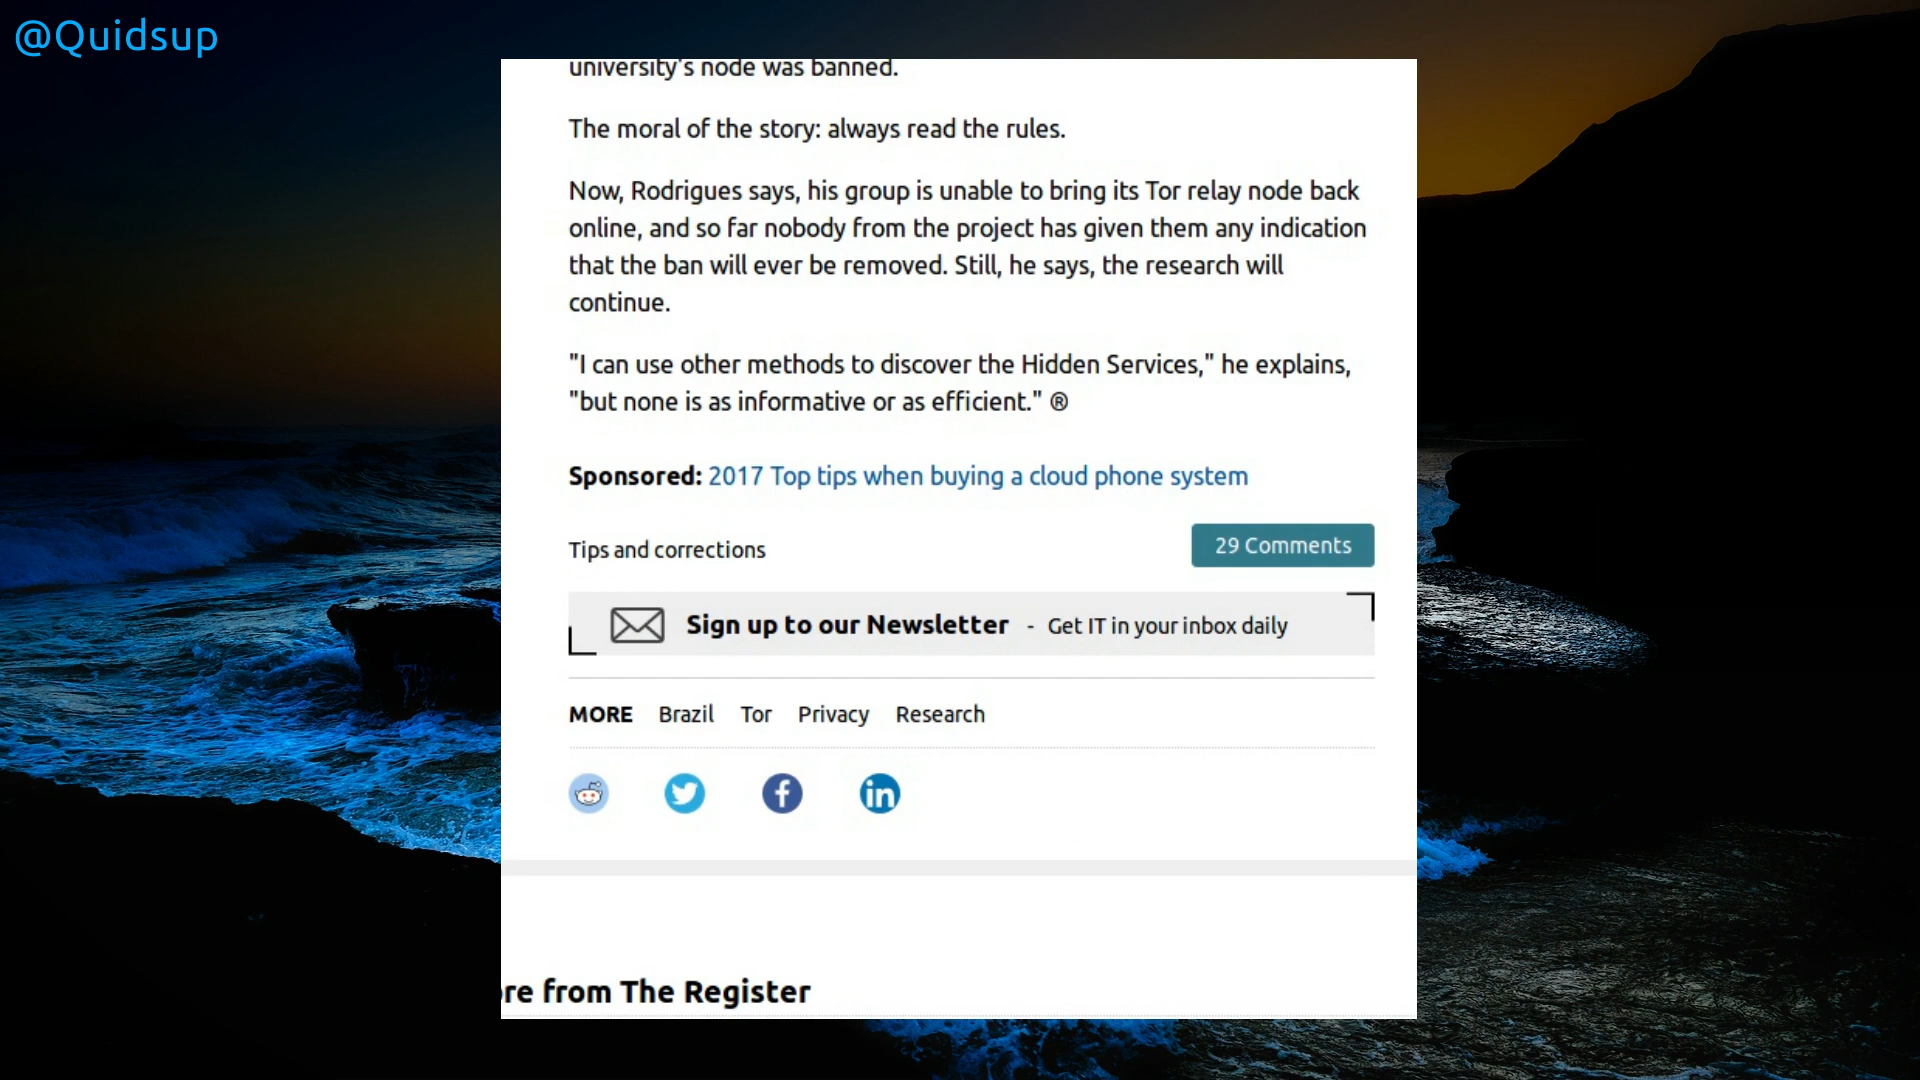 @Quidsup
university's node was banned.
The moral of the story: always read the rules.
Now, Rodrigues says, his group is unable to bring its Tor relay node back
online, and so far nobody from the project has given them any indication
that the ban will ever be removed. Still, he says, the research will
continue.
"I can use other methods to discover the Hidden Services," he explains,
"but none is as informative or as efficient." ®
Sponsored: 2017 Top tips when buying a cloud phone system
Tips and corrections 29 Comments
Sign up to our Newsletter - Get IT in your inbox daily
MORE Brazil Tor Privacy Research
re from The Register